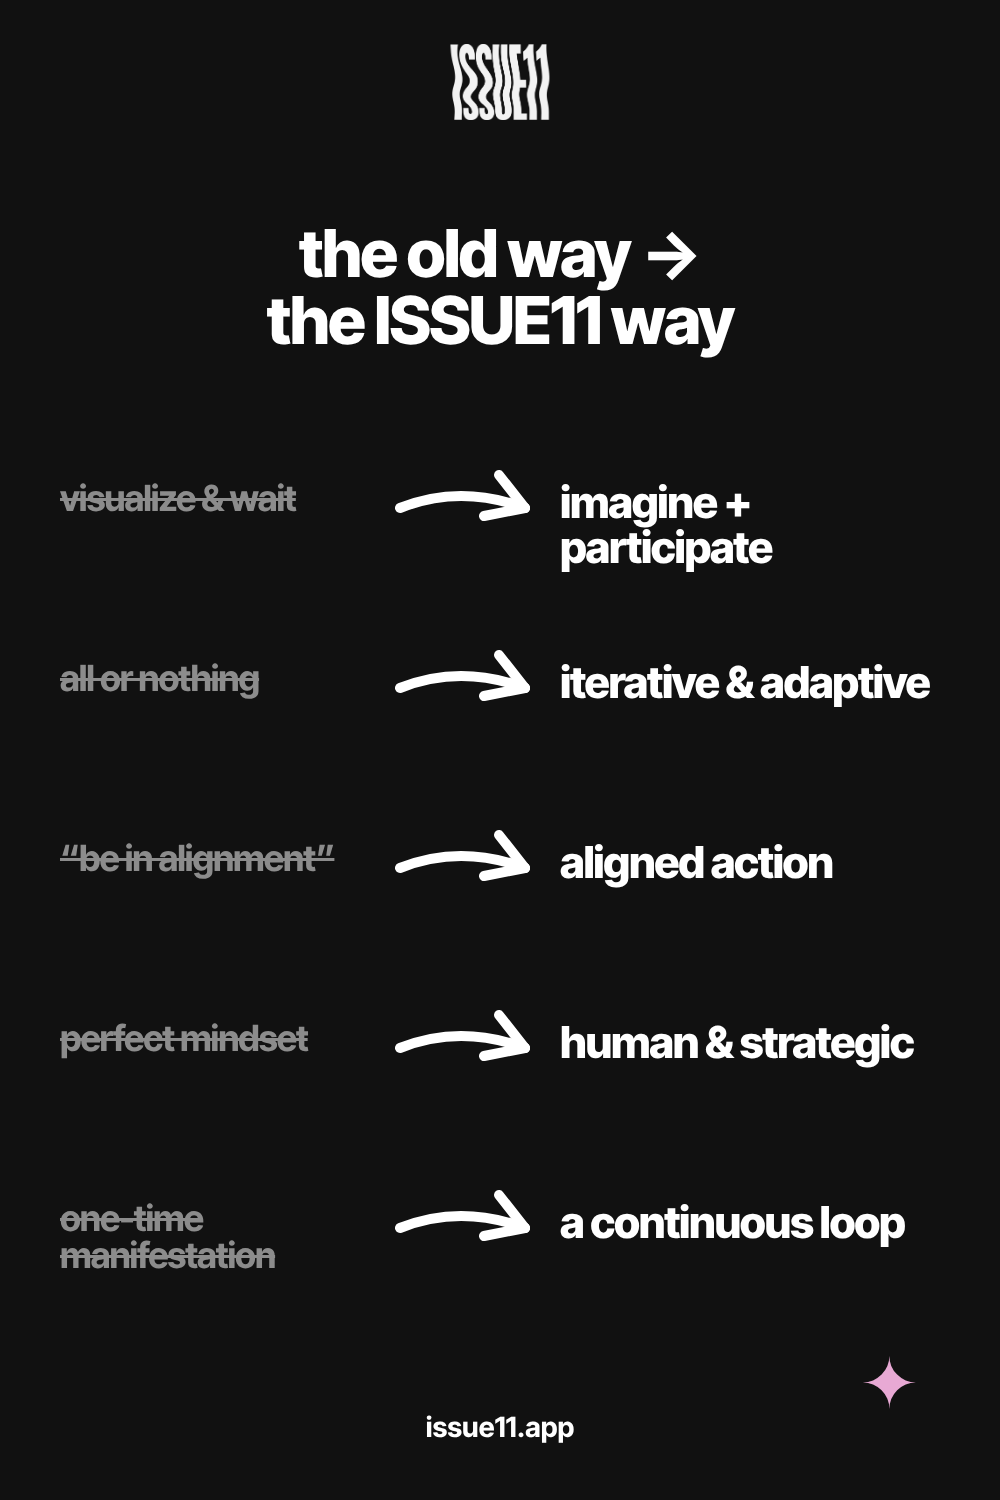 ISSUE11
the old way →
the ISSUE11 way
visualize & wait
imagine +
participate
all or nothing
iterative & adaptive
“be in alignment”
aligned action
perfect mindset
human & strategic
one-time
manifestation
a continuous loop
issue11.app